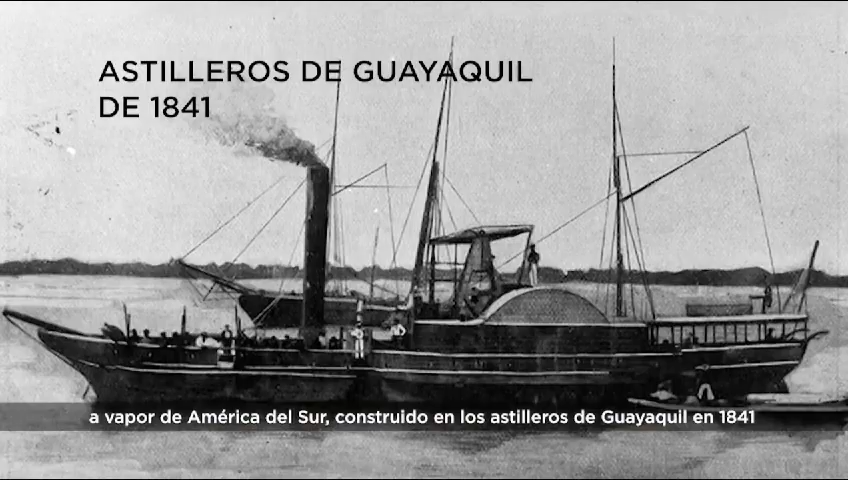 ASTILLEROS DE GUAYAQUIL
DE 1841
a vapor de América del Sur, construido en los astilleros de Guayaquil en 1841